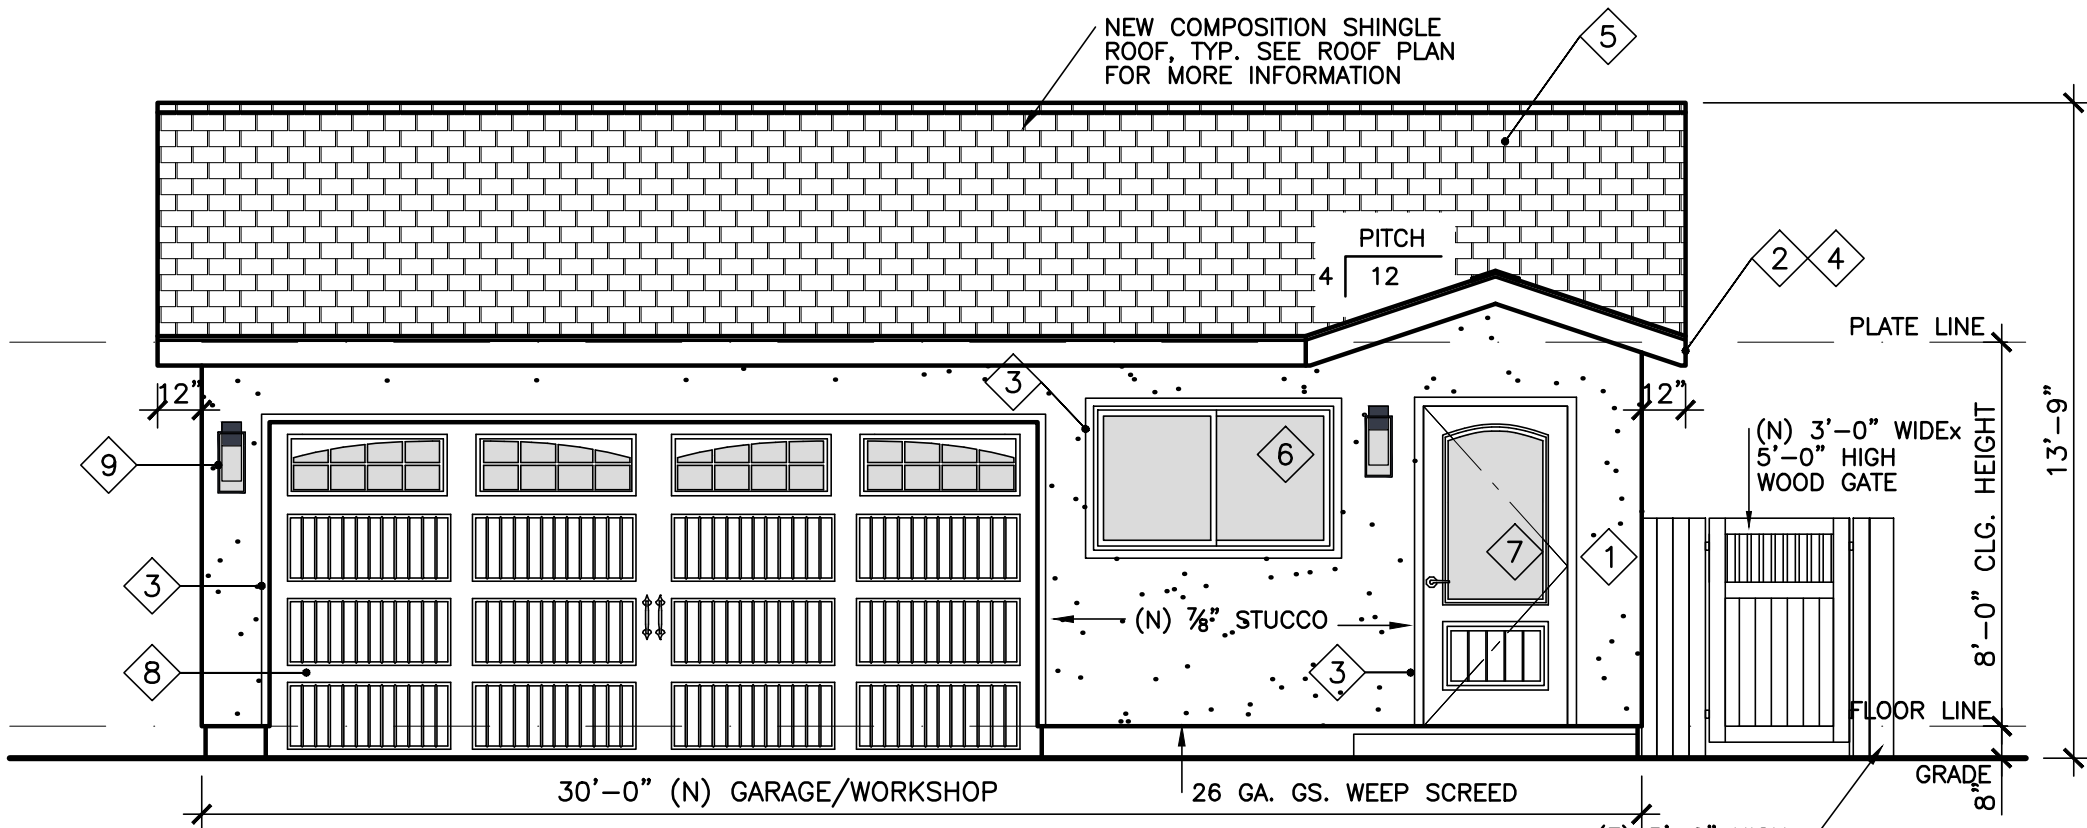 NEW COMPOSITION SHINGLE
ROOF, TYP. SEE ROOF PLAN
FOR MORE INFORMATION
5
PITCH
4
12
2
4
PLATE LINE
12"
3
12"
13'-9"
8'-0" CLG. HEIGHT
(N) 3'-0" WIDEx
5'-0" HIGH
WOOD GATE
9
6
7
1
3
(N) ⅞" STUCCO
8
3
FLOOR LINE
GRADE
8"
30'-0" (N) GARAGE/WORKSHOP
26 GA. GS. WEEP SCREED